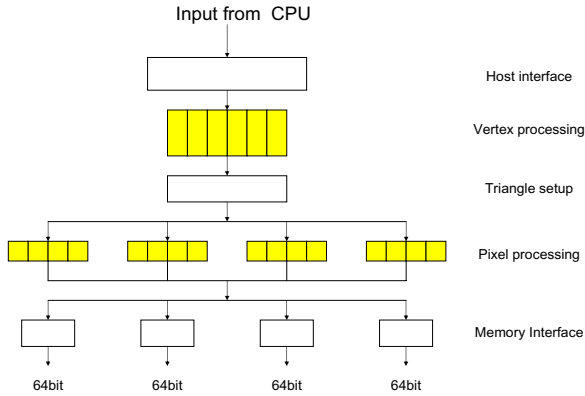 Input from CPU
Host interface
Vertex processing
Triangle setup
Pixel processing
Memory Interface
64bit 64bit 64bit 64bit